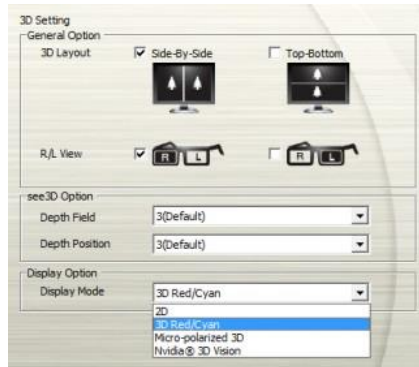 3D Setting
General Option
3D Layout Side-By-Side Top-Bottom
R/L View R L R L
see3D Option
Depth Field 3(Default)
Depth Position 3(Default)
Display Option
Display Mode 3D Red/Cyan
2D
3D Red/Cyan
Micro-polarized 3D
Nvidia® 3D Vision